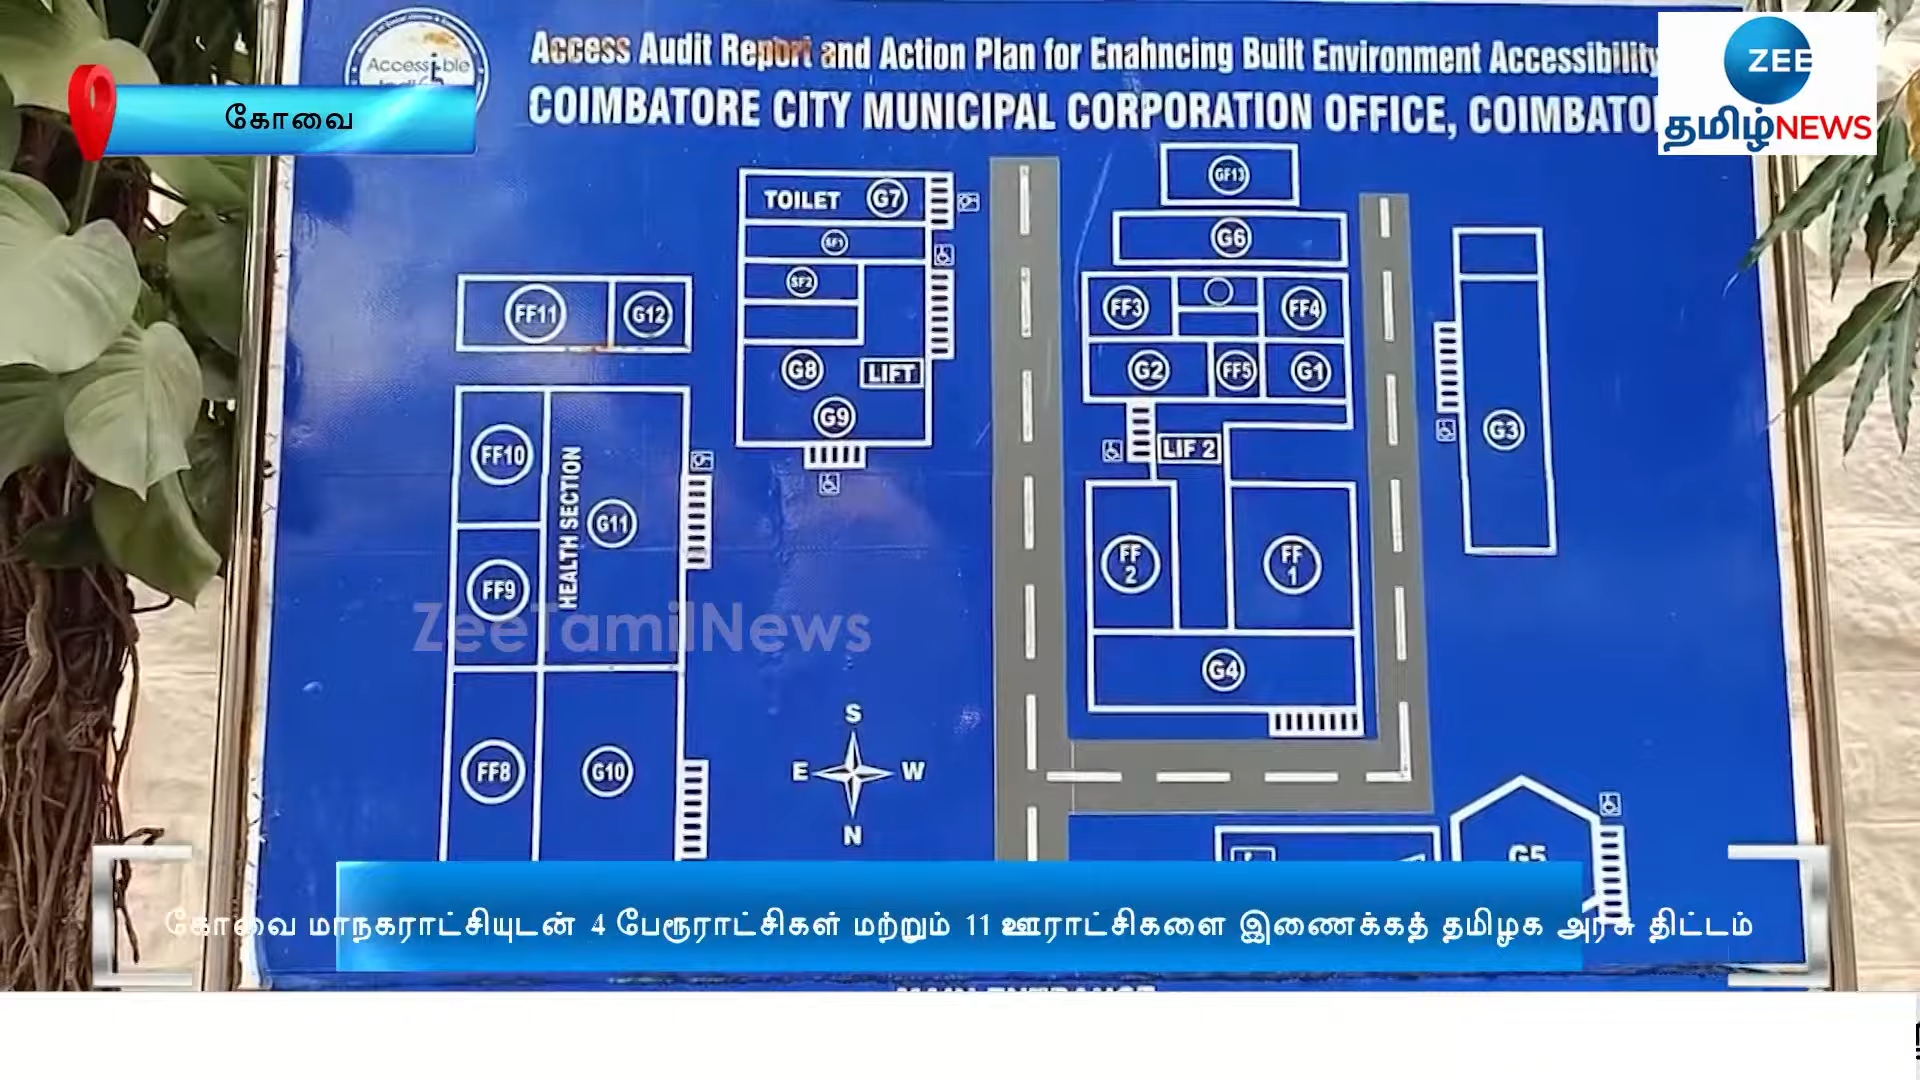 Access Audit Report and Action Plan for Enahncing Built Environment Accessibility
COIMBATORE CITY MUNICIPAL CORPORATION OFFICE,
Accessible
கோவை
ZEE
தமிழ் NEWS
TOILET G7
SF1
SF2
G8 LIFT
G9
GF13
G6
FF3 FF4
G2 FF5 G1
LIF 2
FF 2
FF 1
G4
G3
FF11 G12
FF10
HEALTH SECTION
G11
FF9
FF8 G10
ZeeTamilNews
S
E W
N
G5
கோவை மாநகராட்சியுடன் 4 பேரூராட்சிகள் மற்றும் 11 ஊராட்சிகளை இணைக்கத் தமிழக அரசு திட்டம்